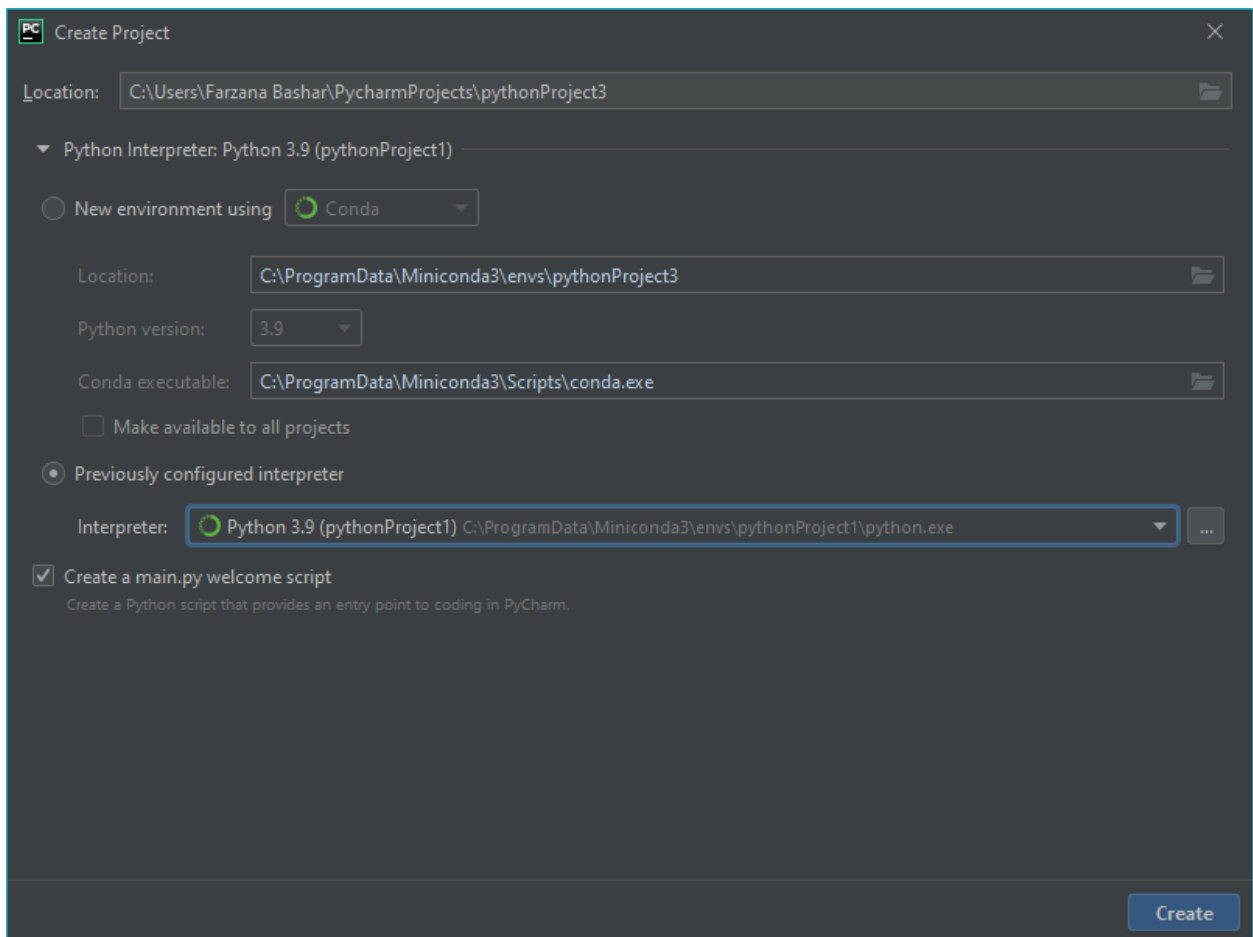 PC Create Project
Location: C:\Users\Farzana Bashar\PycharmProjects\pythonProject3
Python Interpreter: Python 3.9 (pythonProject1)
New environment using Conda
Location: C:\ProgramData\Miniconda3\envs\pythonProject3
Python version: 3.9
Conda executable: C:\ProgramData\Miniconda3\Scripts\conda.exe
Make available to all projects
Previously configured interpreter
Interpreter: Python 3.9 (pythonProject1) C:\ProgramData\Miniconda3\envs\pythonProject1\python.exe ...
Create a main.py welcome script
Create a Python script that provides an entry point to coding in PyCharm.
Create